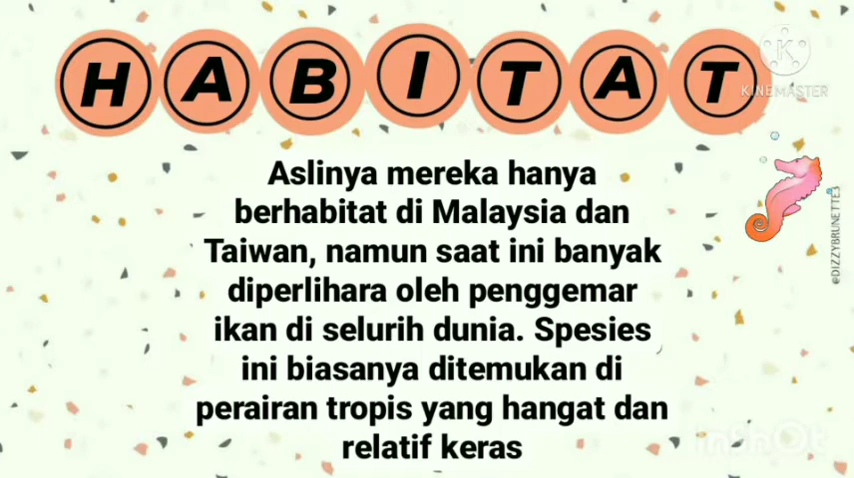 HABITAT
KINEMASTER
Aslinya mereka hanya
berhabitat di Malaysia dan
Taiwan, namun saat ini banyak
diperlihara oleh penggemar
ikan di selurih dunia. Spesies
ini biasanya ditemukan di
perairan tropis yang hangat dan
relatif keras
@DIZZYBRUNETTE3
InShOt